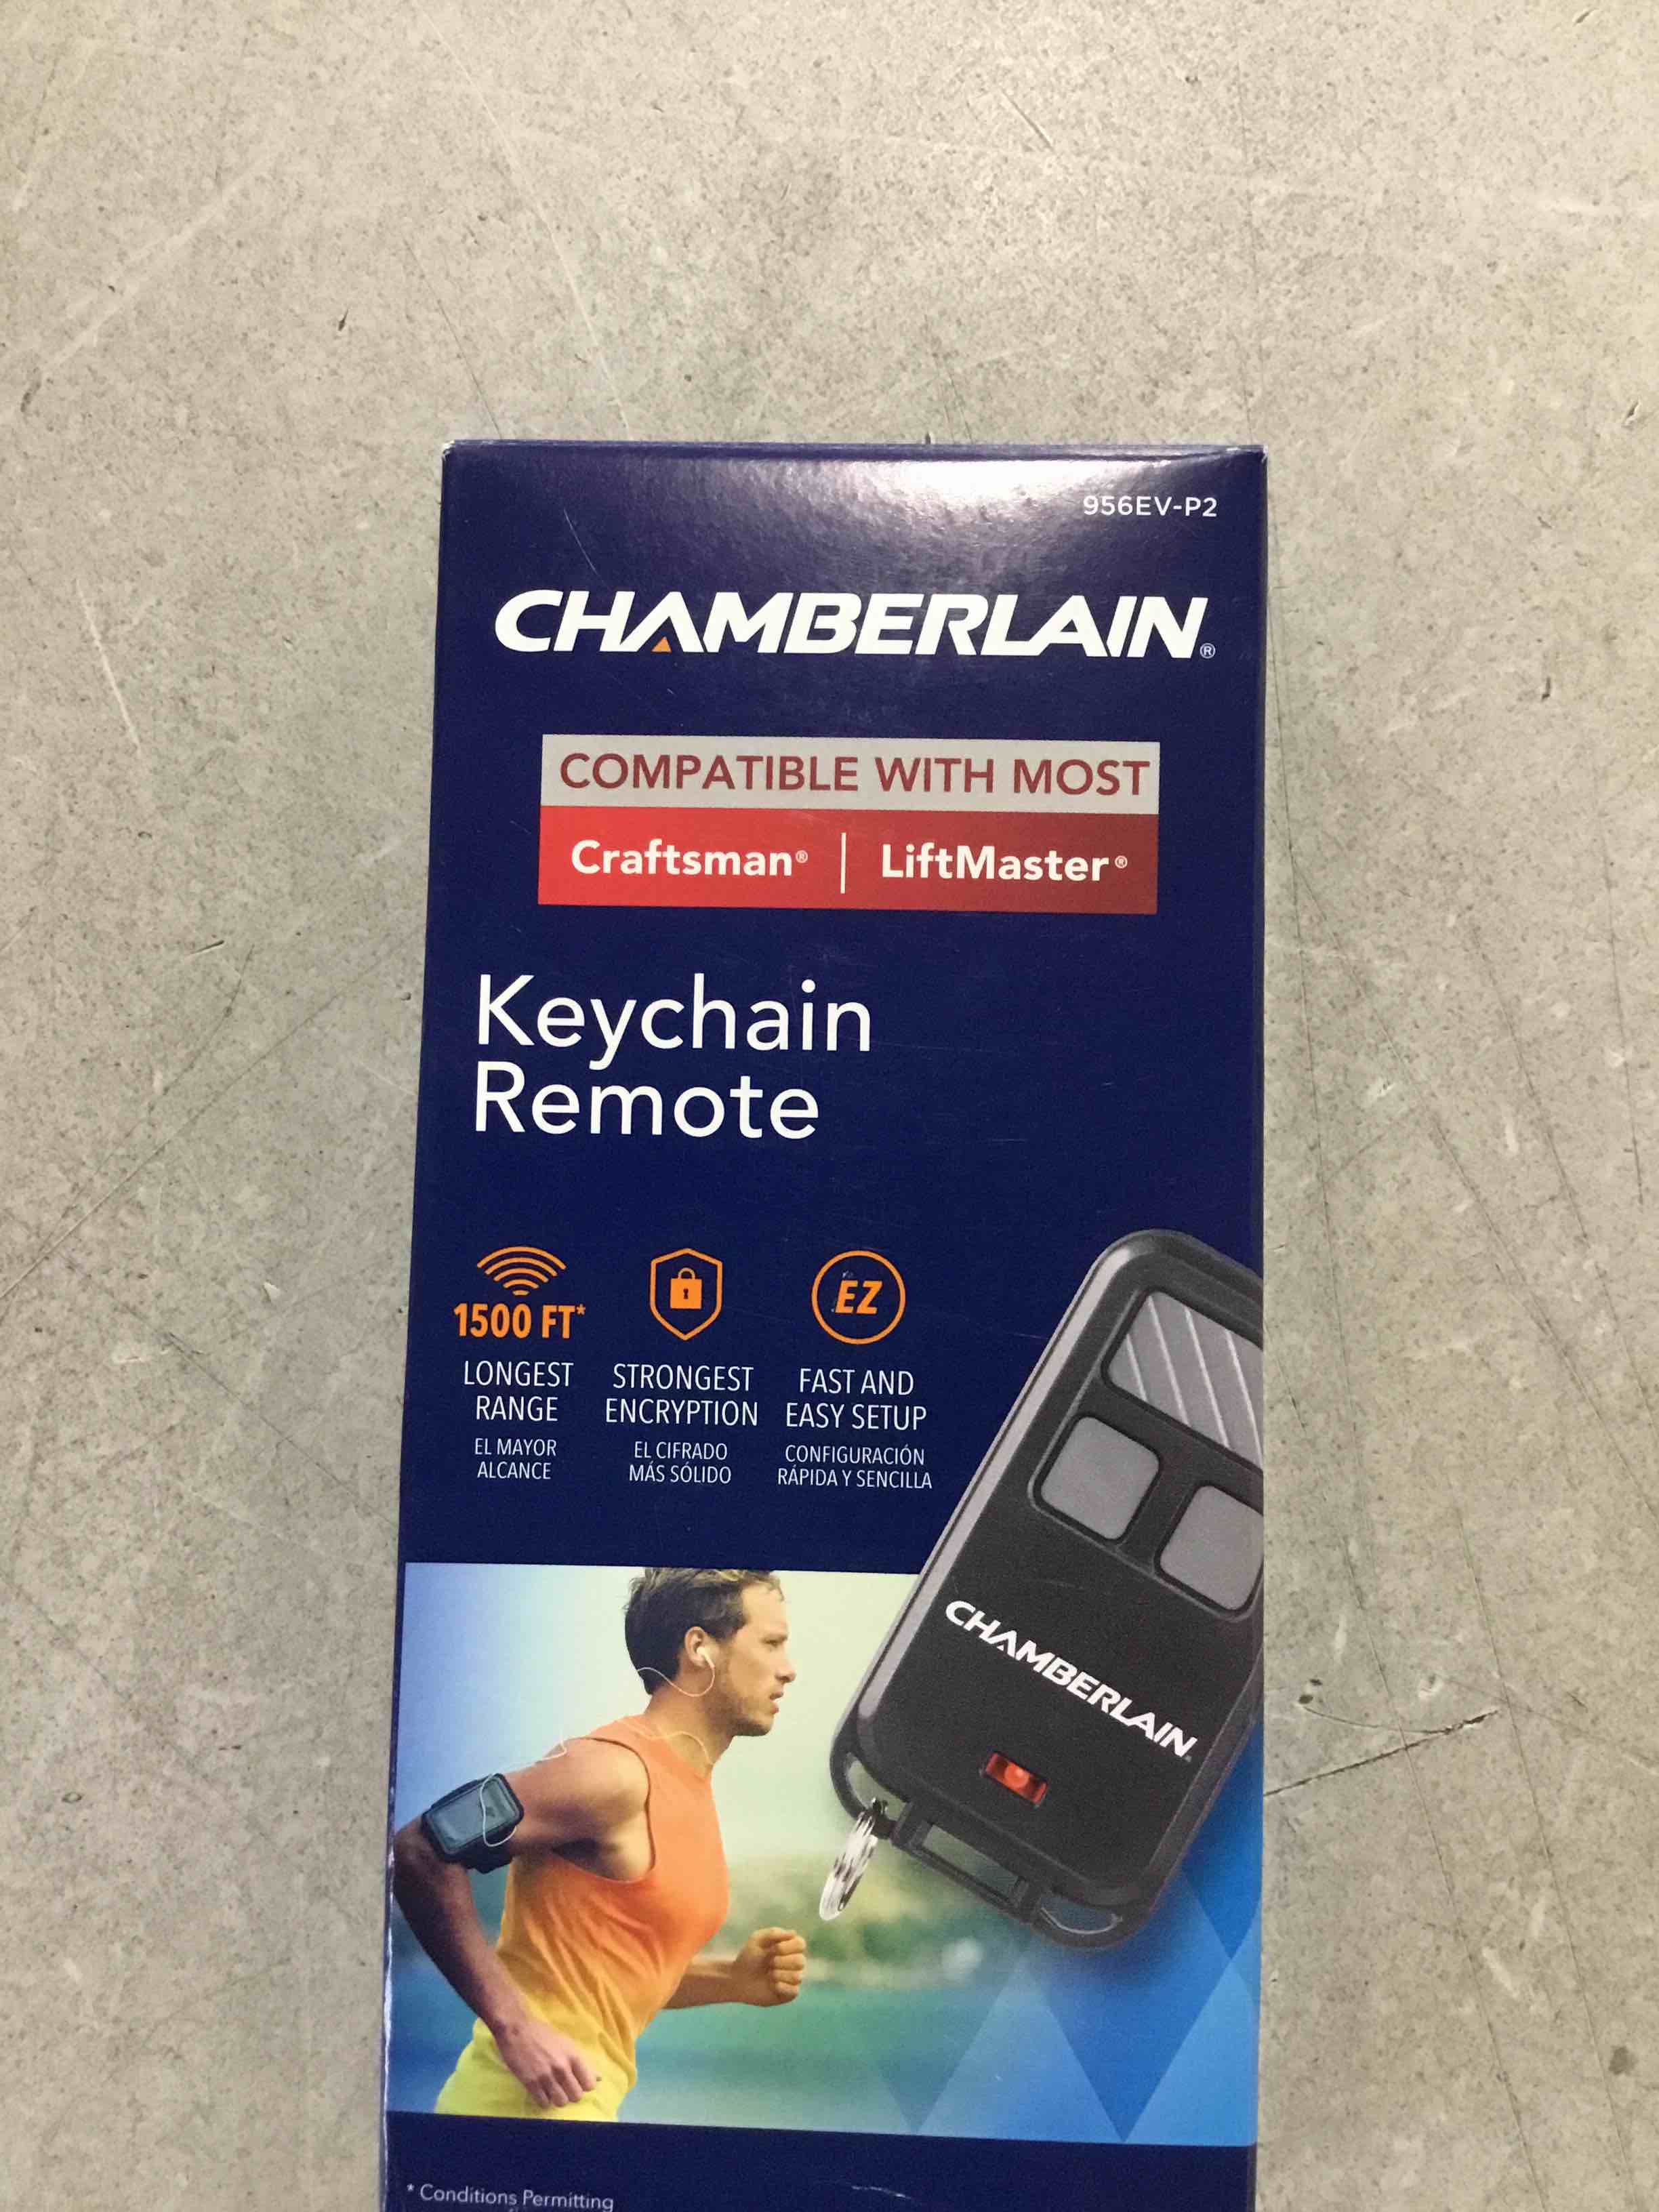 956EV-P2
CHAMBERLAIN®
COMPATIBLE WITH MOST
Craftsman® | LiftMaster®
Keychain
Remote
1500 FT*
LONGEST
RANGE
EL MAYOR
ALCANCE
STRONGEST
ENCRYPTION
EL CIFRADO
MÁS SÓLIDO
EZ
FAST AND
EASY SETUP
CONFIGURACIÓN
RÁPIDA Y SENCILLA
CHAMBERLAIN
* Conditions Permitting